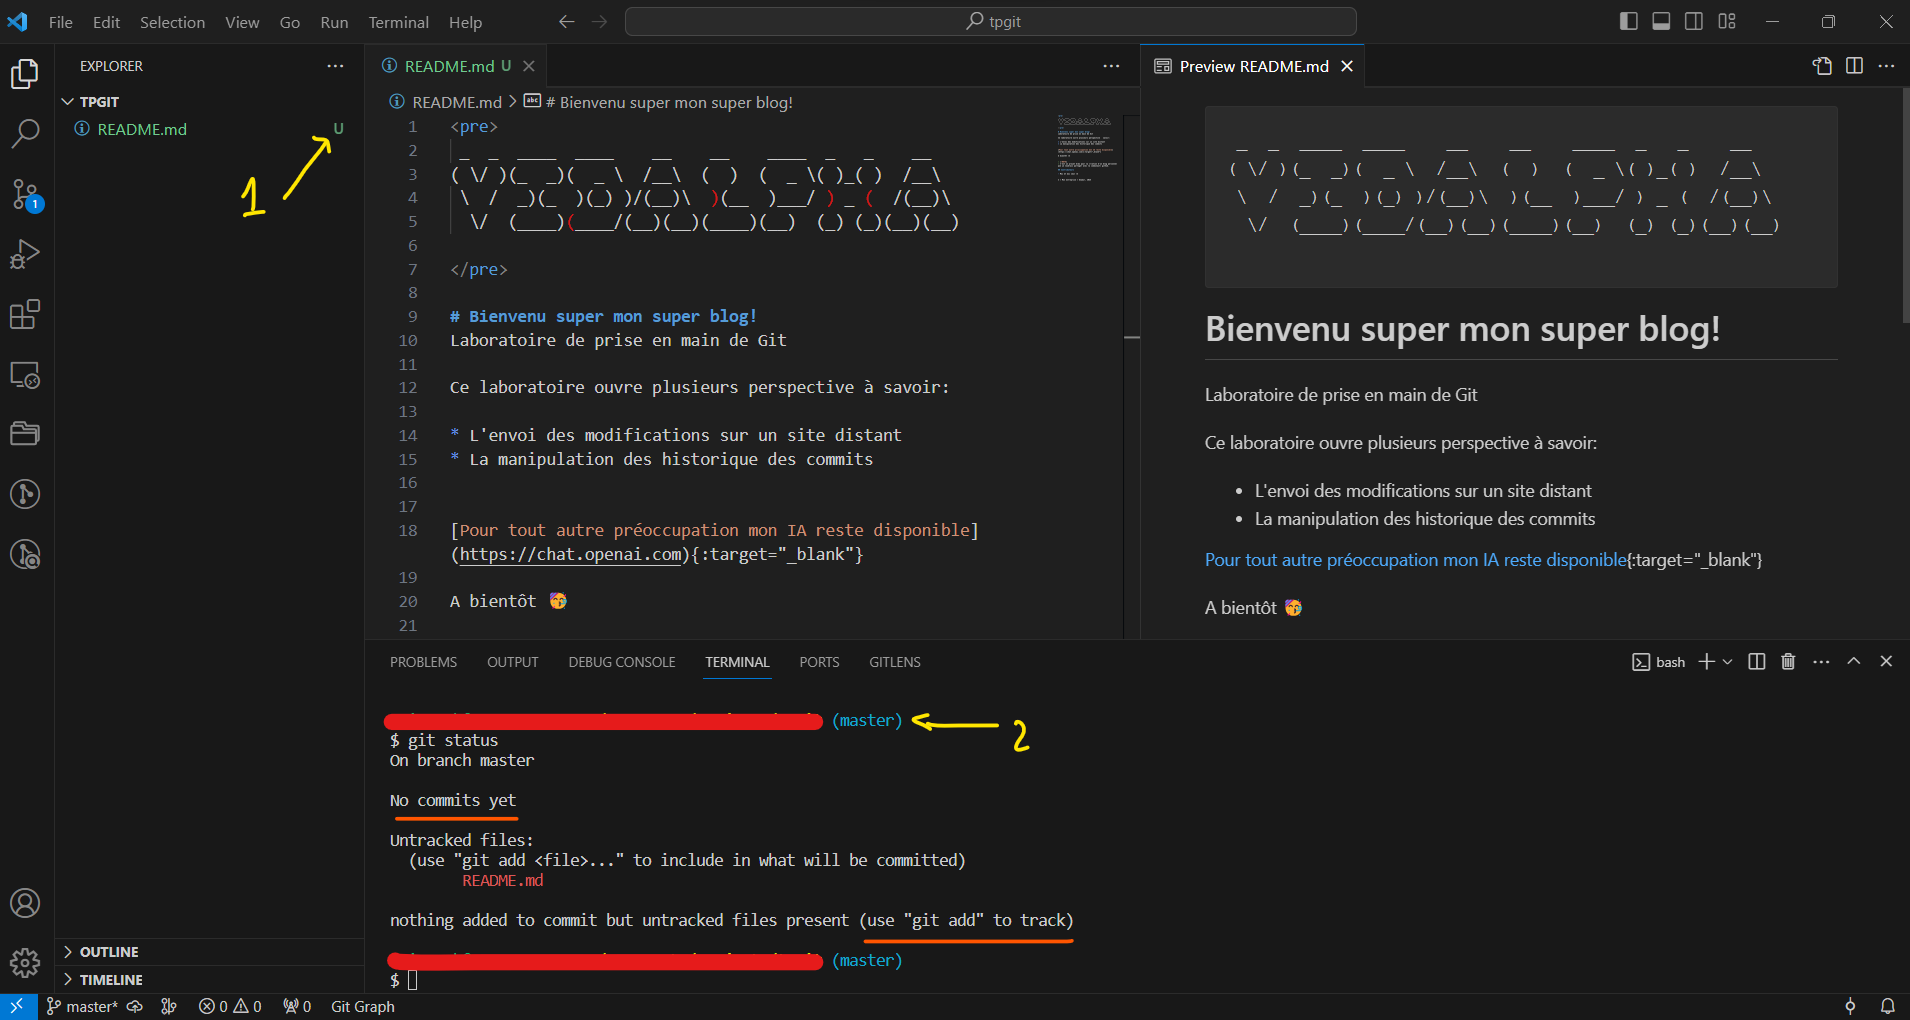 File Edit Selection View Go Run Terminal Help
tpgit
EXPLORER
TPGIT
README.md U
1
1
README.md U
README.md > # Bienvenu super mon super blog!
1 <pre>
2 _ _ ____ ____ __ __ ____ _ _ __
3 ( \/ )(_ _)( _ \ /__\ ( ) ( _ \( )_( ) /__\
4 \ / _)(_ )(_) )/(__)\ )(__ )___/ ) _ ( /(__)\
5 \/ (____)(____/(__)(__)(____)(__) (_) (_)(__)(__)
6
7 </pre>
8
9 # Bienvenu super mon super blog!
10 Laboratoire de prise en main de Git
11
12 Ce laboratoire ouvre plusieurs perspective à savoir:
13
14 * L'envoi des modifications sur un site distant
15 * La manipulation des historique des commits
16
17
18 [Pour tout autre préoccupation mon IA reste disponible]
(https://chat.openai.com){:target="_blank"}
19
20 A bientôt 🥳
21
Preview README.md
_ _ ____ ____ __ __ ____ _ _ __
( \/ )(_ _)( _ \ /__\ ( ) ( _ \( )_( ) /__\
\ / _)(_ )(_) )/(__)\ )(__ )___/ ) _ ( /(__)\
\/ (____)(____/(__)(__)(____)(__) (_) (_)(__)(__)
Bienvenu super mon super blog!
Laboratoire de prise en main de Git
Ce laboratoire ouvre plusieurs perspective à savoir:
• L'envoi des modifications sur un site distant
• La manipulation des historique des commits
Pour tout autre préoccupation mon IA reste disponible{:target="_blank"}
A bientôt 🥳
PROBLEMS OUTPUT DEBUG CONSOLE TERMINAL PORTS GITLENS
bash
(master)
2
$ git status
On branch master
No commits yet
Untracked files:
(use "git add <file>..." to include in what will be committed)
README.md
nothing added to commit but untracked files present (use "git add" to track)
(master)
$
OUTLINE
TIMELINE
master* 0 0 0 Git Graph